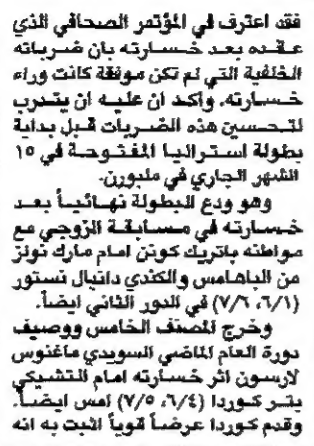 فقد اعترف في المؤتمر الصحافي الذي
عقده بعد خسارته بان ضرباته
الخلفية التي لم تكن موفقة كانت وراء
خسارته. وأكد ان عليه ان يتدرب
لتحسين هذه الضربات قبل بداية
بطولة استراليا المفتوحة في ١٥
الشهر الجاري في ملبورن.
وهو ودع البطولة نهائياً بعد
خسارته في مسابقة الزوجي مع
مواطنه باتريك كونن امام مارك نولز
من الباهامس والكندي دانيال نستور
(٦/١، ٧/٦) في الدور الثاني ايضاً.
وخرج المصنف الخامس ووصيف
دورة العام الماضي السويدي ماغنوس
لارسون اثر خسارته امام التشيكي
بتر كوردا (٦/٤، ٧/٥) امس ايضاً.
وقدم كوردا عرضاً قوياً اثبت به انه